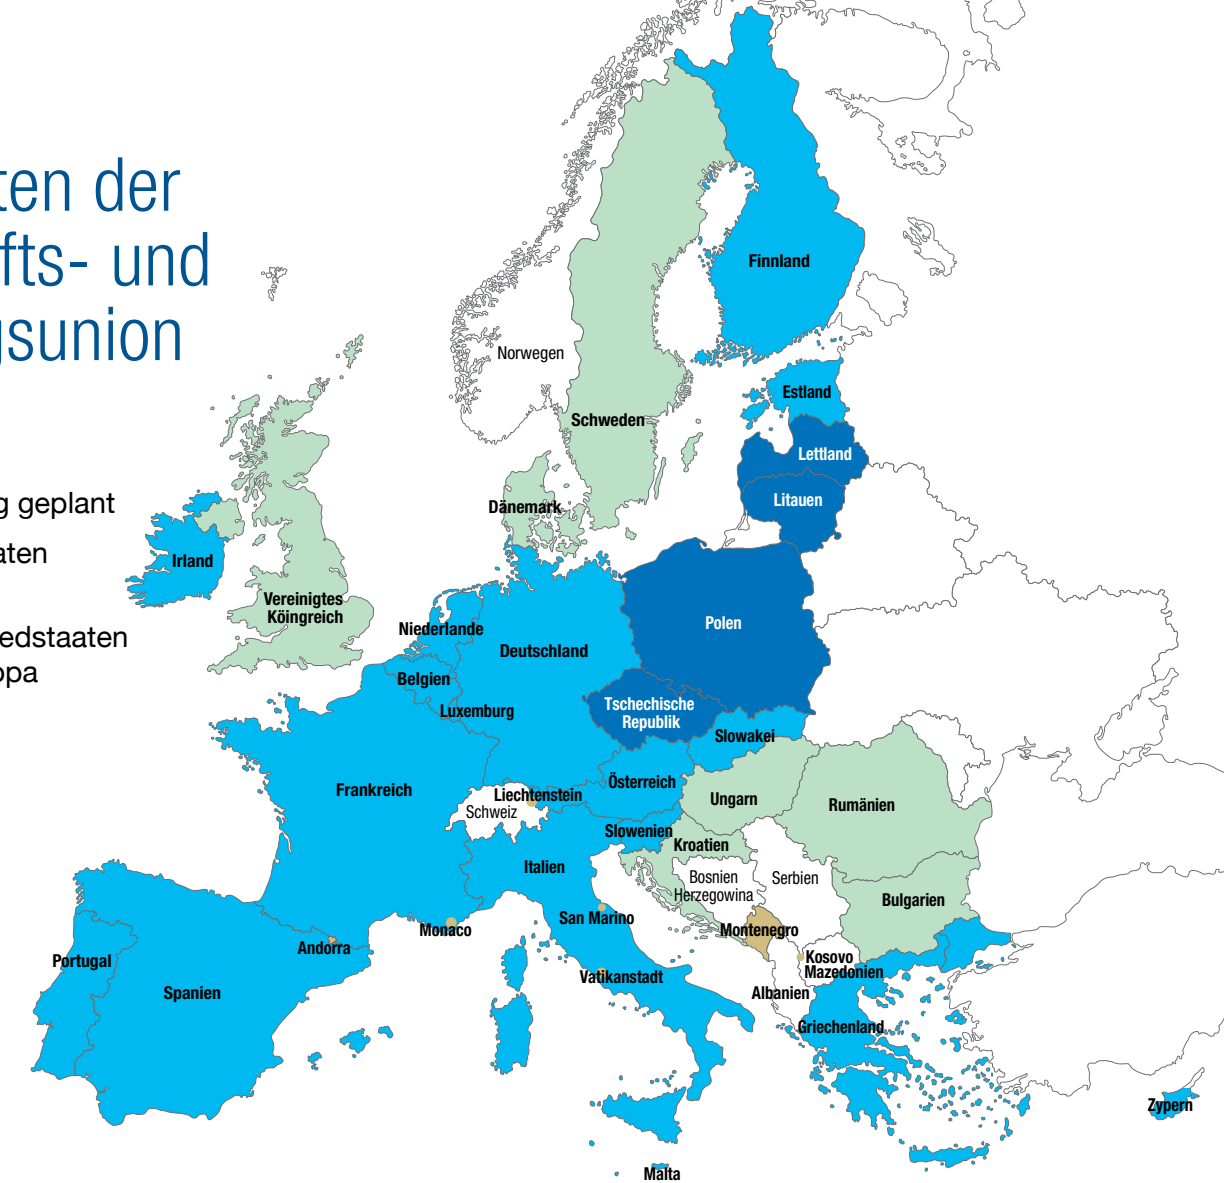 ten der
fts- und
gsunion
g geplant
aten
edstaaten
opa
Finnland
Norwegen
Estland
Schweden
Lettland
Litauen
Dänemark
Irland
Vereinigtes
Köingreich
Niederlande
Polen
Deutschland
Belgien
Luxemburg
Tschechische
Republik
Slowakei
Frankreich
Österreich
Liechtenstein
Schweiz
Ungarn
Rumänien
Slowenien
Kroatien
Italien
Bosnien
Herzegowina
Serbien
Bulgarien
San Marino
Monaco
Montenegro
Andorra
Portugal
Kosovo
Mazedonien
Vatikanstadt
Spanien
Albanien
Griechenland
Zypern
Malta